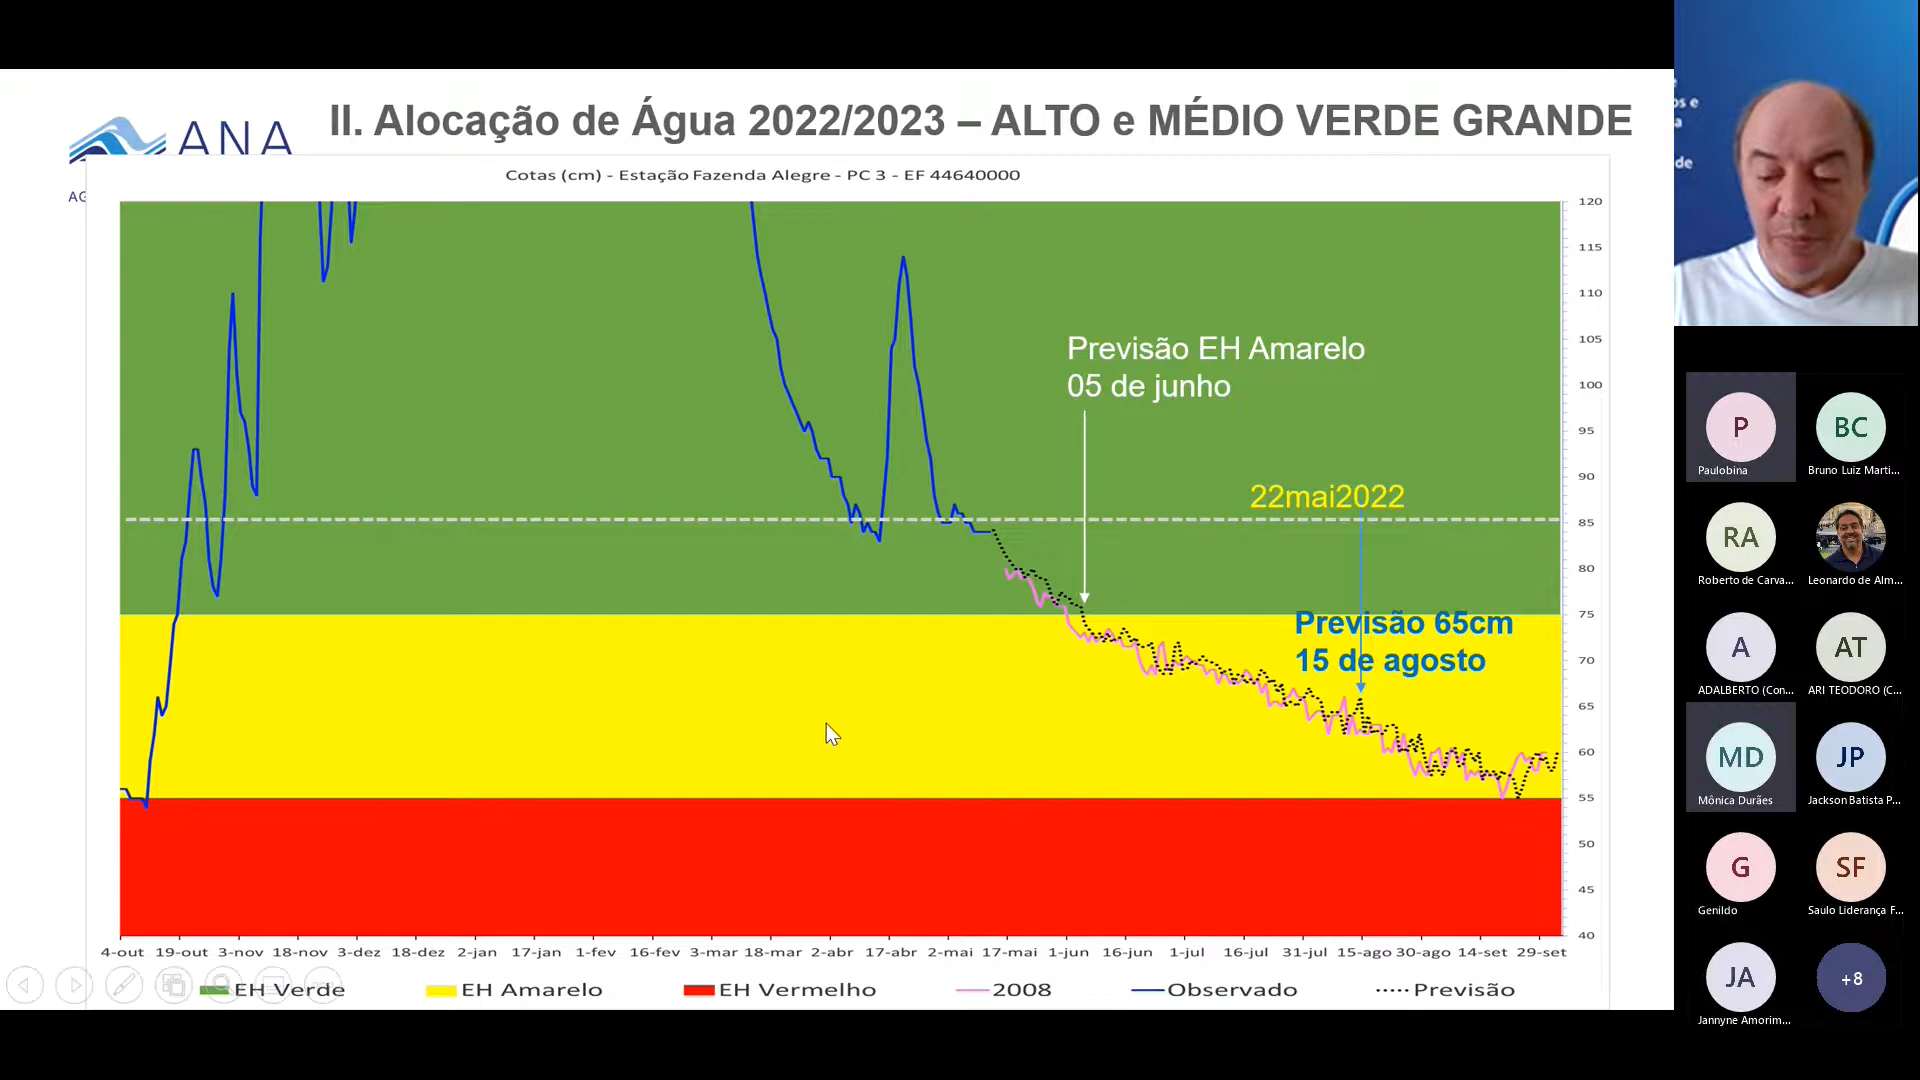 II. Alocação de Água 2022/2023 – ALTO e MÉDIO VERDE GRANDE
ANA
AG
Cotas (cm) - Estação Fazenda Alegre - PC 3 - EF 44640000
120
115
110
105
100
95
90
85
80
75
70
65
60
55
50
45
40
Previsão EH Amarelo
05 de junho
22mai2022
Previsão 65cm
15 de agosto
4-out 19-out 3-nov 18-nov 3-dez 18-dez 2-jan 17-jan 1-fev 16-fev 3-mar 18-mar 2-abr 17-abr 2-mai 17-mai 1-jun 16-jun 1-jul 16-jul 31-jul 15-ago 30-ago 14-set 29-set
EH Verde EH Amarelo EH Vermelho 2008 Observado Previsão
os e
a
de
P
Paulobina
BC
Bruno Luiz Marti...
RA
Roberto de Carva...
Leonardo de Alm...
A
ADALBERTO (Con...
AT
ARI TEODORO (C...
MD
Mônica Durães
JP
Jackson Batista P...
G
Genildo
SF
Saulo Liderança F...
JA
Jannyne Amorim...
+8